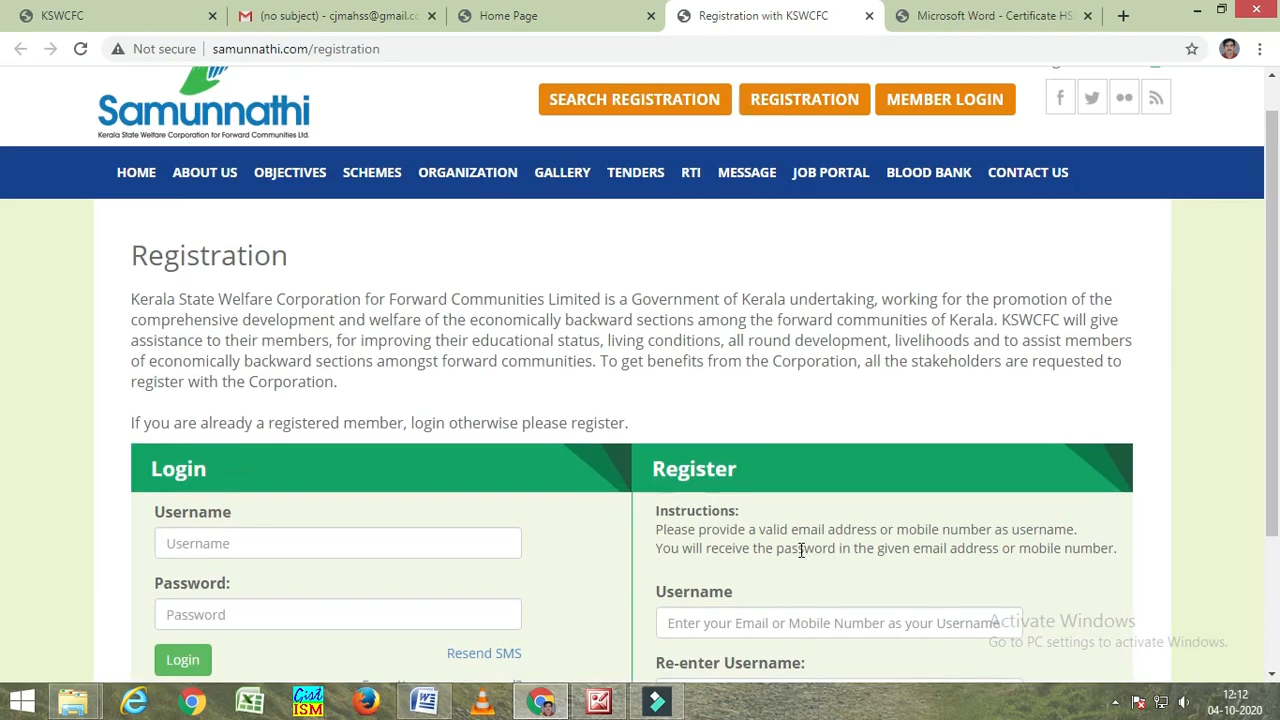 KSWCFC
(no subject) - cjmahss@gmail.c
Home Page
Registration with KSWCFC
Microsoft Word - Certificate HS
Not secure
samunnathi.com/registration
Samunnathi
Kerala State Welfare Corporation for Forward Communities Ltd.
SEARCH REGISTRATION
REGISTRATION
MEMBER LOGIN
HOME
ABOUT US
OBJECTIVES
SCHEMES
ORGANIZATION
GALLERY
TENDERS
RTI
MESSAGE
JOB PORTAL
BLOOD BANK
CONTACT US
Registration
Kerala State Welfare Corporation for Forward Communities Limited is a Government of Kerala undertaking, working for the promotion of the
comprehensive development and welfare of the economically backward sections among the forward communities of Kerala. KSWCFC will give
assistance to their members, for improving their educational status, living conditions, all round development, livelihoods and to assist members
of economically backward sections amongst forward communities. To get benefits from the Corporation, all the stakeholders are requested to
register with the Corporation.
If you are already a registered member, login otherwise please register.
Login
Username
Username
Password:
Password
Login
Resend SMS
Register
Instructions:
Please provide a valid email address or mobile number as username.
You will receive the password in the given email address or mobile number.
Username
Enter your Email or Mobile Number as your Username
Re-enter Username:
Activate Windows
Go to PC settings to activate Windows.
Gist
ISM
12:12
04-10-2020